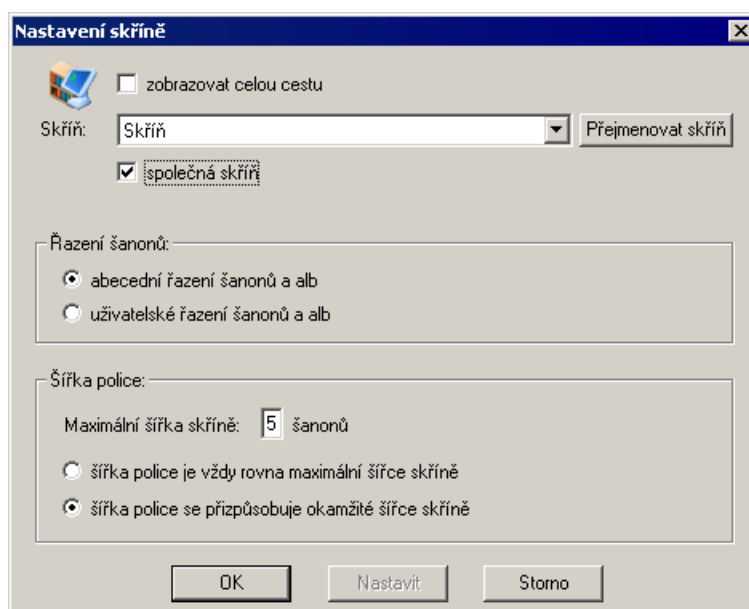 Nastavení skříně
zobrazovat celou cestu
Skříň: Skříň Přejmenovat skříň
společná skříň
Řazení šanonů:
abecední řazení šanonů a alb
uživatelské řazení šanonů a alb
Šířka police:
Maximální šířka skříně: 5 šanonů
šířka police je vždy rovna maximální šířce skříně
šířka police se přizpůsobuje okamžité šířce skříně
OK Nastavit Storno